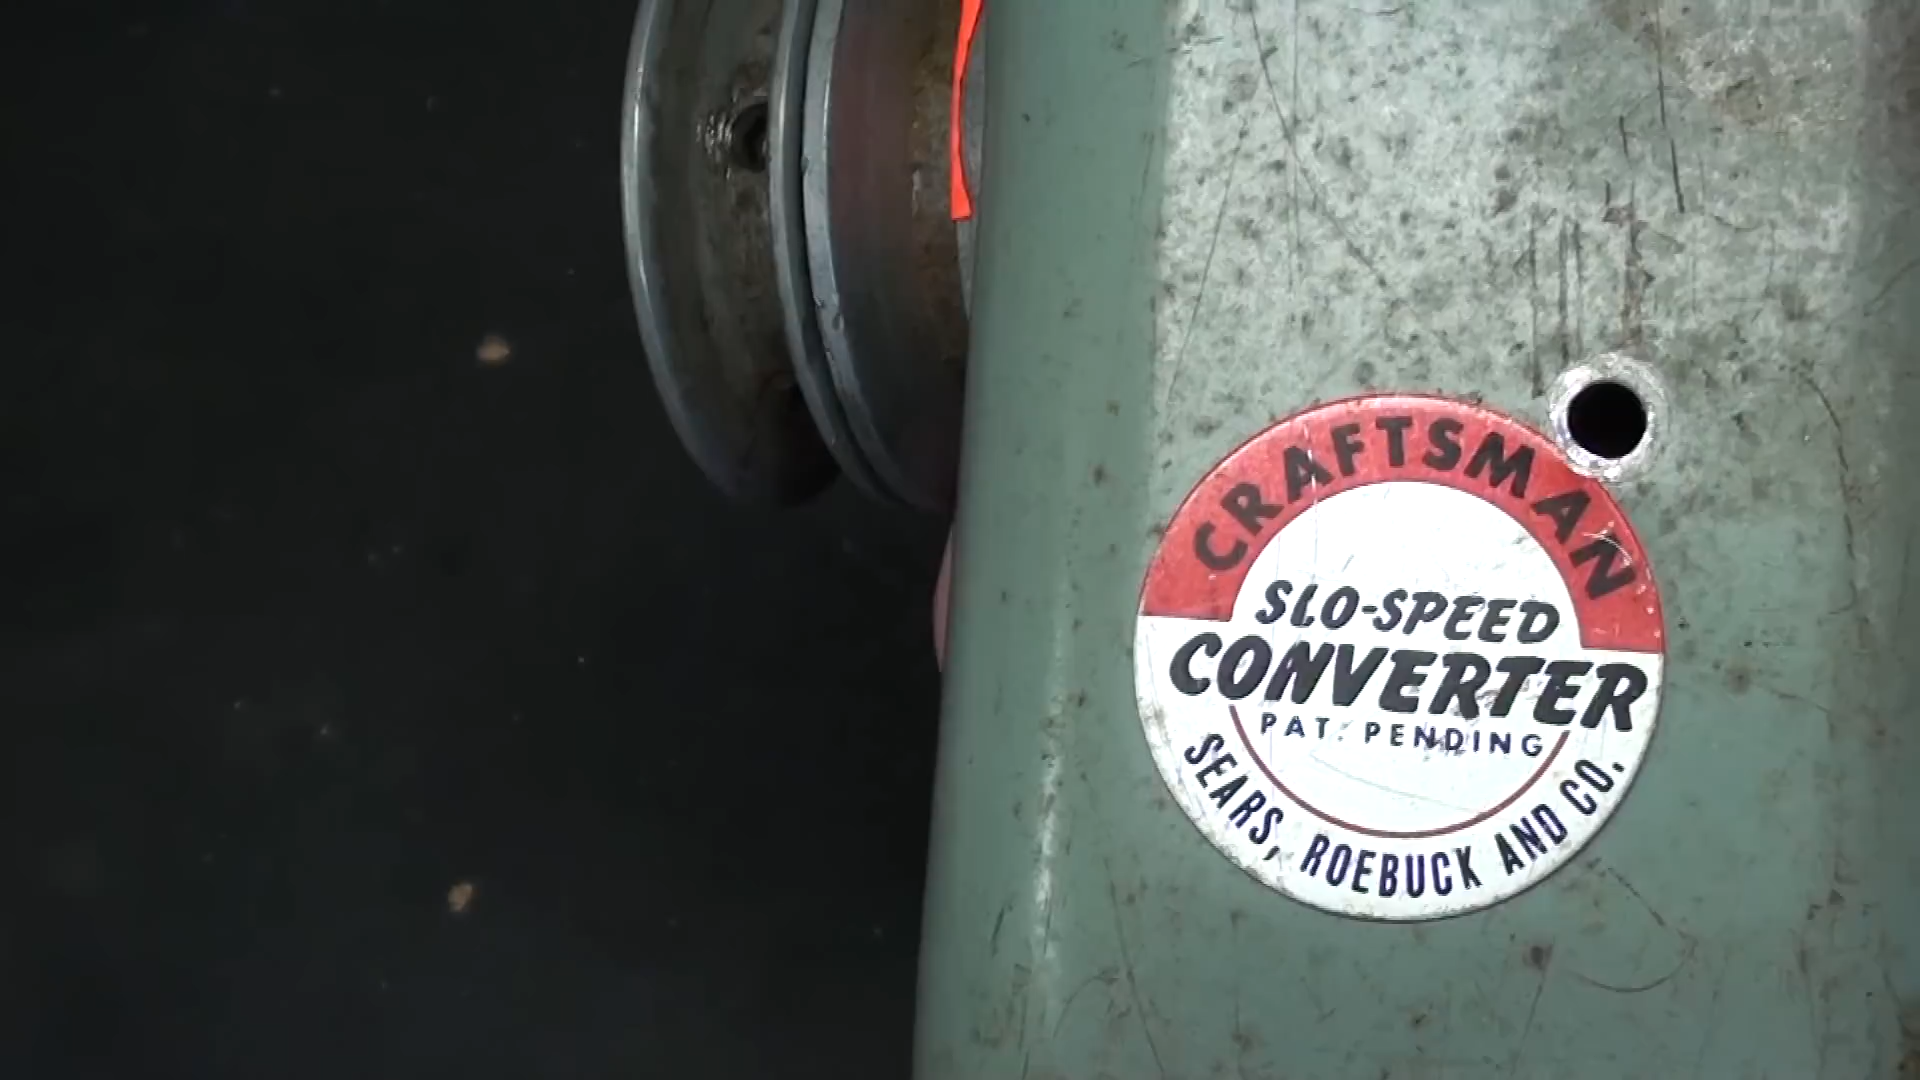 CRAFTSMAN
SLO-SPEED
CONVERTER
PAT. PENDING
SEARS, ROEBUCK AND CO.